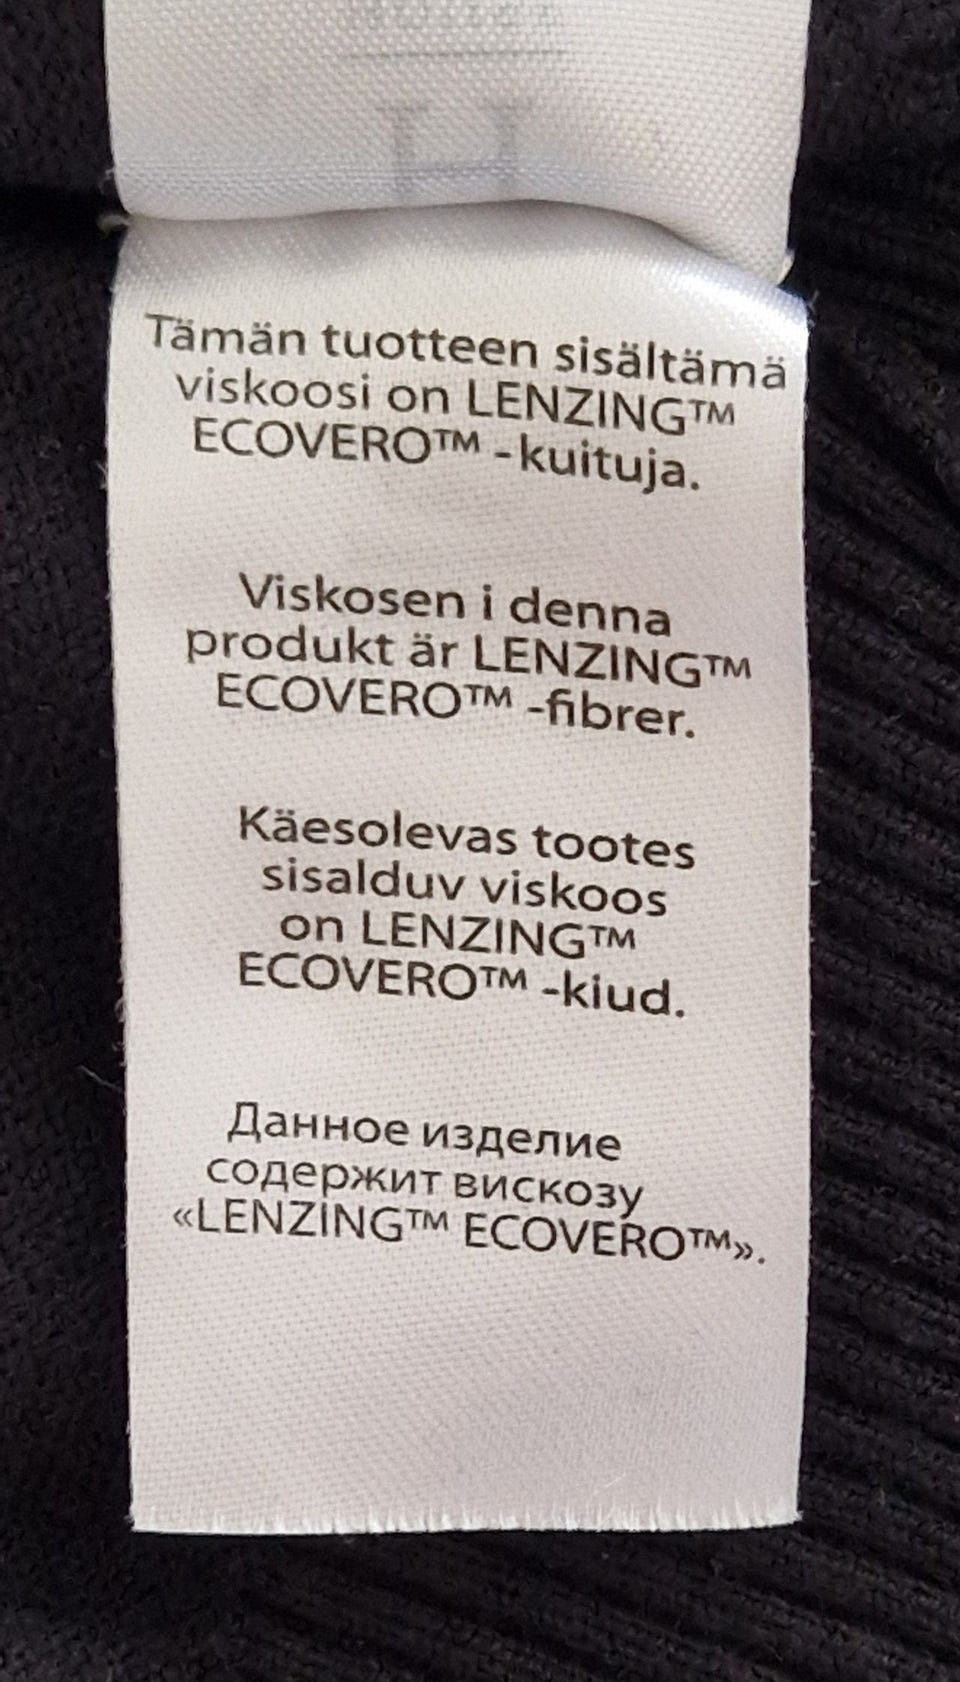 Tämän tuotteen sisältämä
viskoosi on LENZING™
ECOVERO™ -kuituja.
Viskosen i denna
produkt är LENZING™
ECOVERO™ -fibrer.
Käesolevas tootes
sisalduv viskoos
on LENZING™
ECOVERO™ -kiud.
Данное изделие
содержит вискозу
«LENZING™ ECOVERO™».